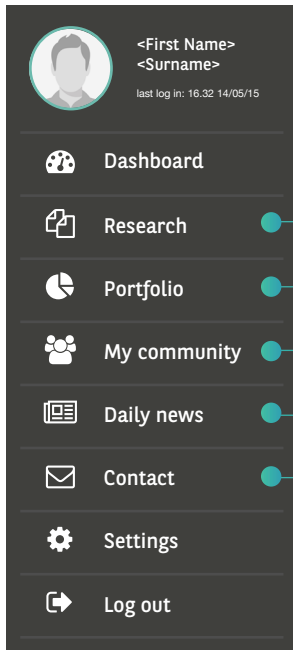 <First Name>
<Surname>
last log in: 16.32 14/05/15
Dashboard
Research
Portfolio
My community
Daily news
Contact
Settings
Log out